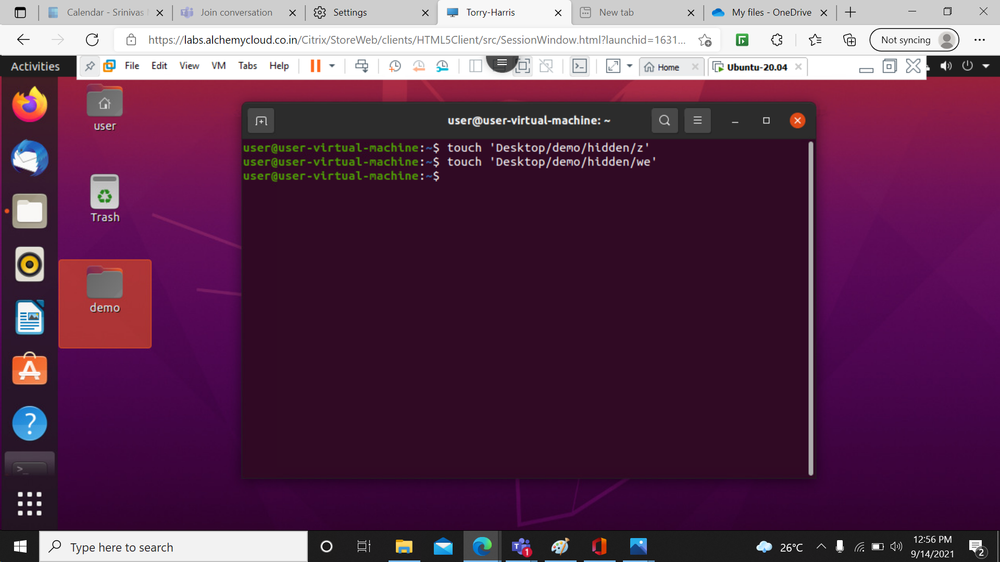 Calendar - Srinivas
Join conversation
Settings
Torry-Harris
New tab
My files - OneDrive
https://labs.alchemycloud.co.in/Citrix/StoreWeb/clients/HTML5Client/src/SessionWindow.html?launchid=1631...
Not syncing
Activities
File Edit View VM Tabs Help
Home
Ubuntu-20.04
user
Trash
demo
user@user-virtual-machine: ~
user@user-virtual-machine:~$ touch 'Desktop/demo/hidden/z'
user@user-virtual-machine:~$ touch 'Desktop/demo/hidden/we'
user@user-virtual-machine:~$
Type here to search
1
26°C
12:56 PM
9/14/2021
2